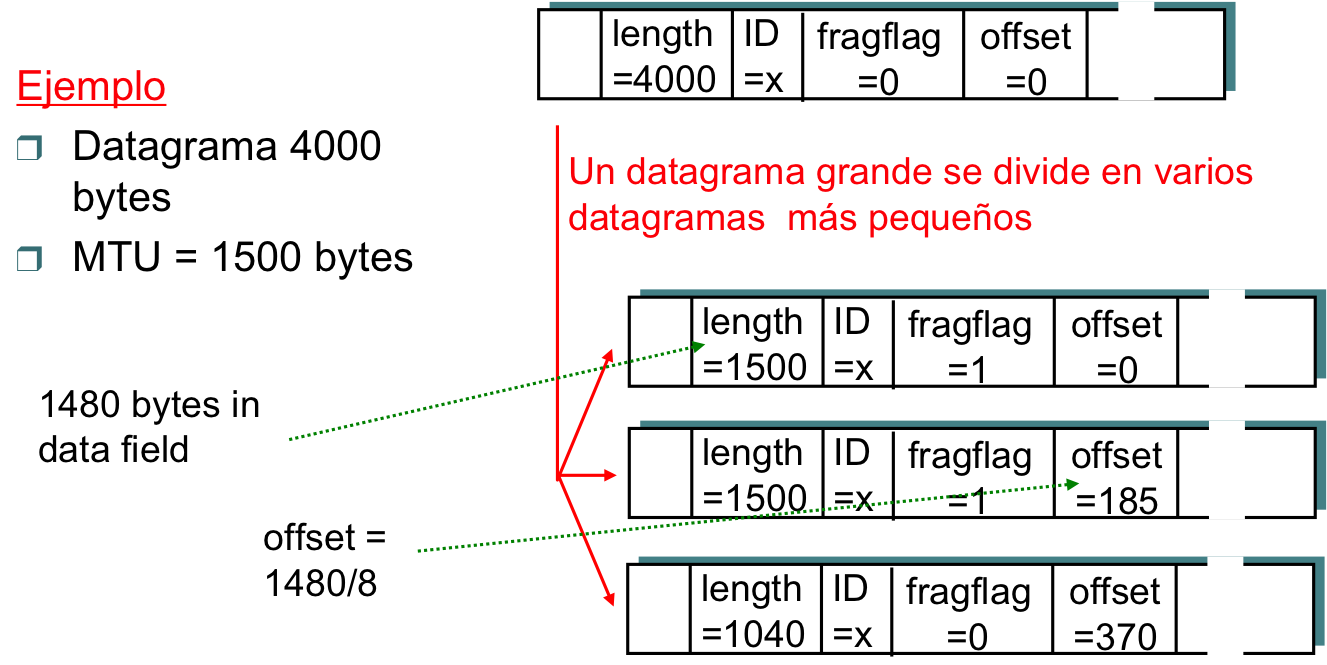 length ID fragflag offset
=4000 =x =0 =0
Ejemplo
Datagrama 4000
bytes
MTU = 1500 bytes
Un datagrama grande se divide en varios
datagramas más pequeños
length ID fragflag offset
=1500 =x =1 =0
1480 bytes in
data field
length ID fragflag offset
=1500 =x =1 =185
offset =
1480/8
length ID fragflag offset
=1040 =x =0 =370